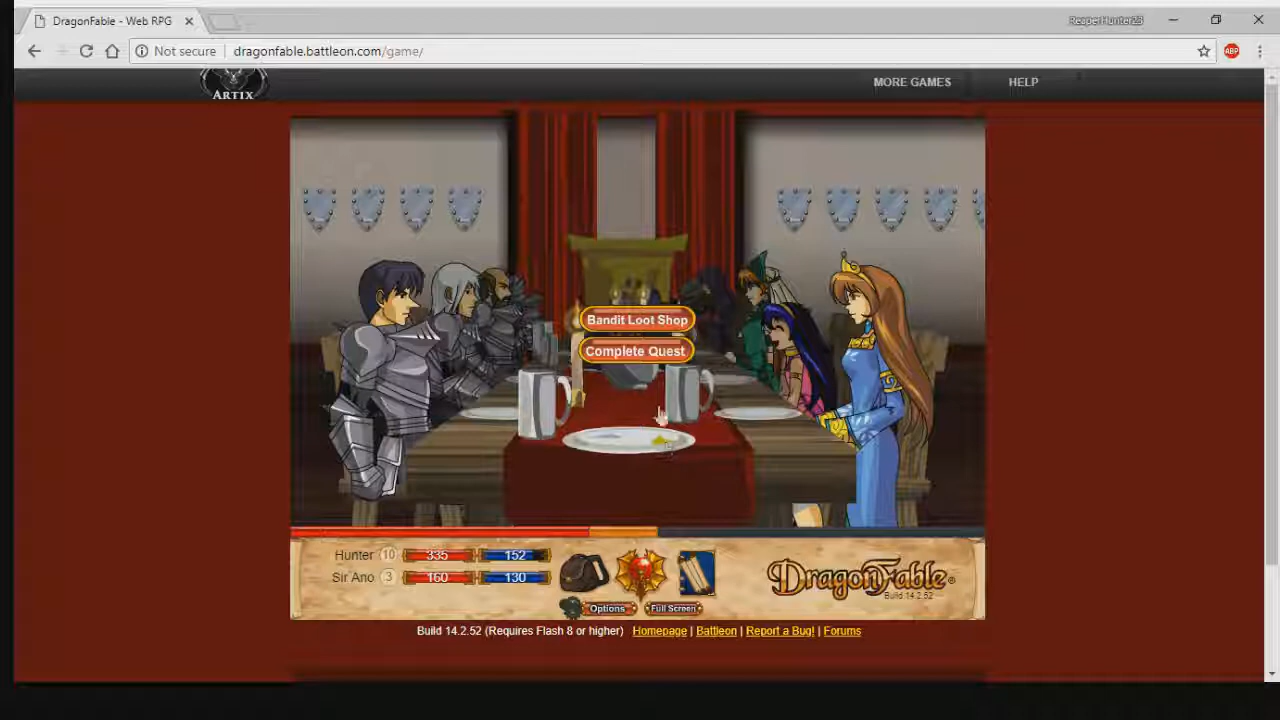 DragonFable - Web RPG
ReaperHunter23
Not secure
dragonfable.battleon.com/game/
ABP
ARTIX
MORE GAMES
HELP
Bandit Loot Shop
Complete Quest
Hunter 10 335 152
Sir Ano 3 160 130
DragonFable®
Build 14.2.52
Options
Full Screen
Build 14.2.52 (Requires Flash 8 or higher) Homepage | Battleon | Report a Bug! | Forums